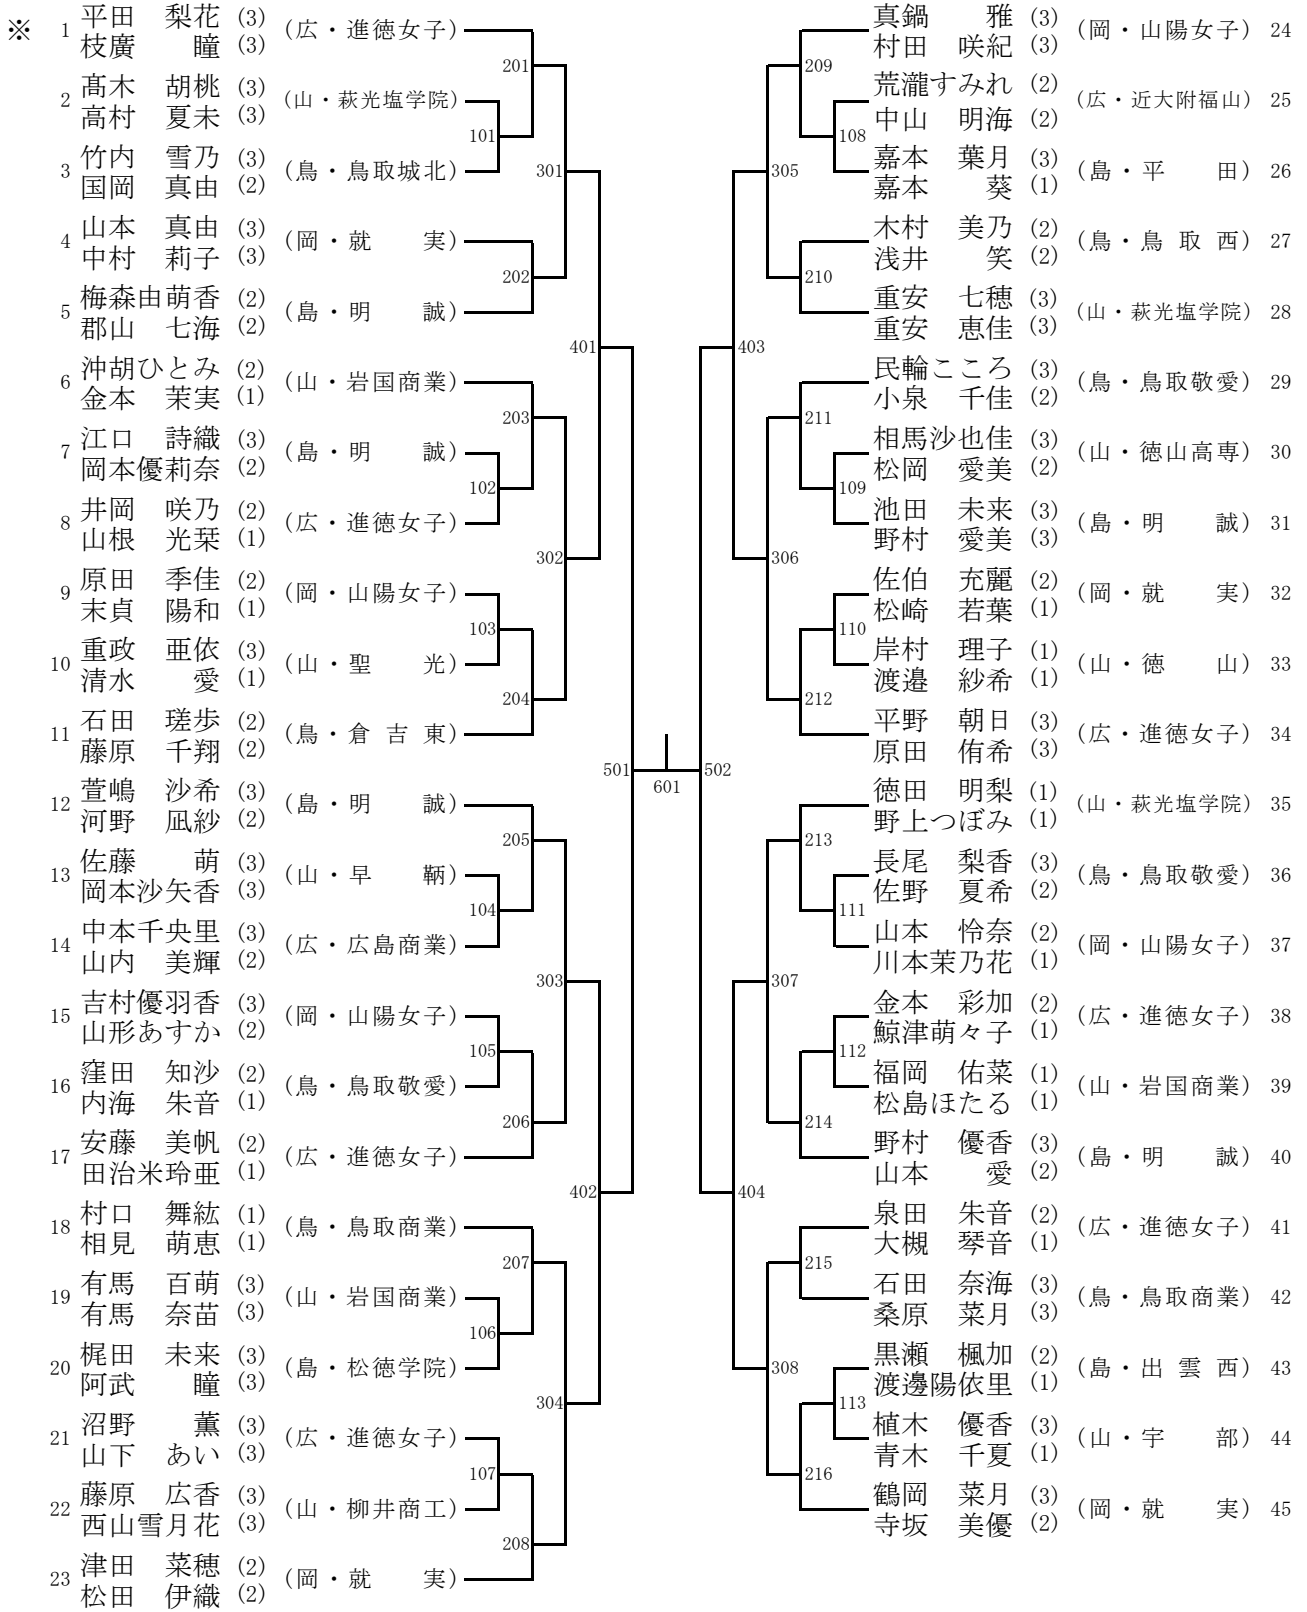 ※ 1 平田 梨花 (3) (広・進徳女子)
枝廣 瞳 (3)
2 髙木 胡桃 (3) (山・萩光塩学院)
高村 夏未 (3)
3 竹内 雪乃 (3) (鳥・鳥取城北)
国岡 真由 (2)
4 山本 真由 (3) (岡・就 実)
中村 莉子 (3)
5 梅森由萌香 (2) (島・明 誠)
郡山 七海 (2)
6 沖胡ひとみ (2) (山・岩国商業)
金本 茉実 (1)
7 江口 詩織 (3) (島・明 誠)
岡本優莉奈 (2)
8 井岡 咲乃 (2) (広・進徳女子)
山根 光栞 (1)
9 原田 季佳 (2) (岡・山陽女子)
末貞 陽和 (1)
10 重政 亜依 (3) (山・聖 光)
清水 愛 (1)
11 石田 瑳歩 (2) (鳥・倉吉東)
藤原 千翔 (2)
12 萱嶋 沙希 (3) (島・明 誠)
河野 凪紗 (2)
13 佐藤 萌 (3) (山・早 鞆)
岡本沙矢香 (3)
14 中本千央里 (3) (広・広島商業)
山内 美輝 (2)
15 吉村優羽香 (3) (岡・山陽女子)
山形あすか (2)
16 窪田 知沙 (2) (鳥・鳥取敬愛)
内海 朱音 (1)
17 安藤 美帆 (2) (広・進徳女子)
田治米玲亜 (1)
18 村口 舞紘 (1) (鳥・鳥取商業)
相見 萌恵 (1)
19 有馬 百萌 (3) (山・岩国商業)
有馬 奈苗 (3)
20 梶田 未来 (3) (島・松徳学院)
阿武 瞳 (3)
21 沼野 薫 (3) (広・進徳女子)
山下 あい (3)
22 藤原 広香 (3) (山・柳井商工)
西山雪月花 (3)
23 津田 菜穂 (2) (岡・就 実)
松田 伊織 (2)
201
101
301
202
401
203
102
302
103
204
501
205
104
303
105
206
402
207
106
304
107
208
601
209
108
305
210
403
211
109
306
110
212
502
213
111
307
112
214
404
215
308
113
216
真鍋 雅 (3) (岡・山陽女子) 24
村田 咲紀 (3)
荒瀧すみれ (2) (広・近大附福山) 25
中山 明海 (2)
嘉本 葉月 (3) (島・平 田) 26
嘉本 葵 (1)
木村 美乃 (2) (鳥・鳥取西) 27
浅井 笑 (2)
重安 七穂 (3) (山・萩光塩学院) 28
重安 恵佳 (3)
民輪こころ (3) (鳥・鳥取敬愛) 29
小泉 千佳 (2)
相馬沙也佳 (3) (山・徳山高専) 30
松岡 愛美 (2)
池田 未来 (3) (島・明 誠) 31
野村 愛美 (3)
佐伯 充麗 (2) (岡・就 実) 32
松崎 若葉 (1)
岸村 理子 (1) (山・徳 山) 33
渡邉 紗希 (1)
平野 朝日 (3) (広・進徳女子) 34
原田 侑希 (3)
徳田 明梨 (1) (山・萩光塩学院) 35
野上つぼみ (1)
長尾 梨香 (3) (鳥・鳥取敬愛) 36
佐野 夏希 (2)
山本 怜奈 (2) (岡・山陽女子) 37
川本茉乃花 (1)
金本 彩加 (2) (広・進徳女子) 38
鯨津萌々子 (1)
福岡 佑菜 (1) (山・岩国商業) 39
松島ほたる (1)
野村 優香 (3) (島・明 誠) 40
山本 愛 (2)
泉田 朱音 (2) (広・進徳女子) 41
大槻 琴音 (1)
石田 奈海 (3) (鳥・鳥取商業) 42
桑原 菜月 (3)
黒瀬 楓加 (2) (島・出雲西) 43
渡邊陽依里 (1)
植木 優香 (3) (山・宇 部) 44
青木 千夏 (1)
鶴岡 菜月 (3) (岡・就 実) 45
寺坂 美優 (2)